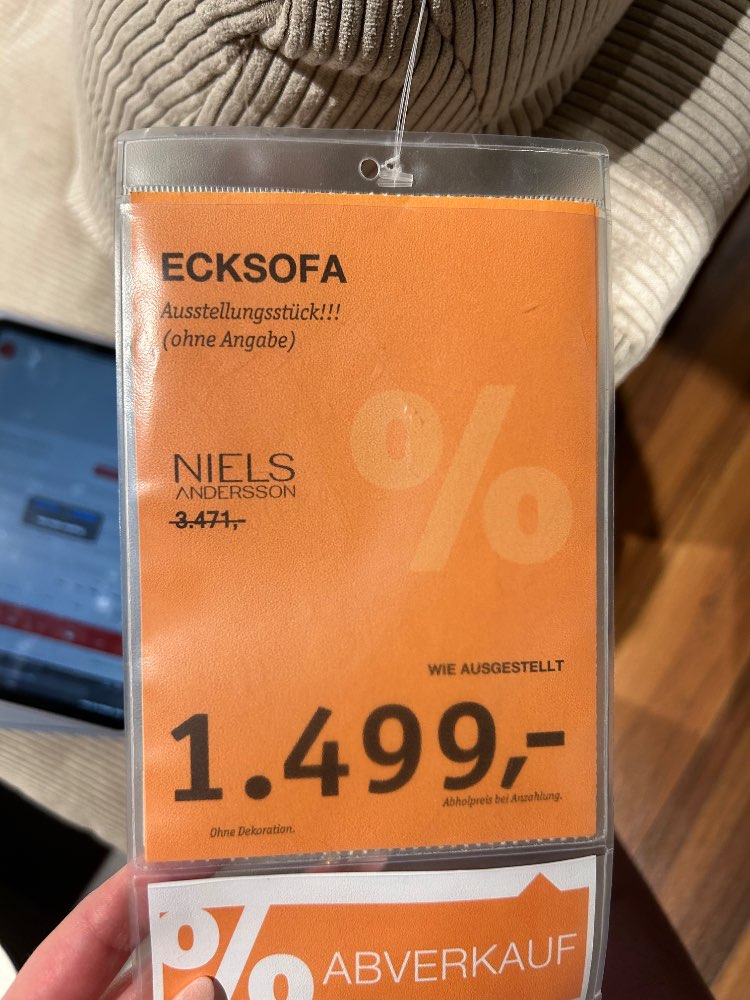 ECKSOFA
Ausstellungsstück!!!
(ohne Angabe)
%
NIELS
ANDERSSON
3.471,-
WIE AUSGESTELLT
1.499,-
Abholpreis bei Anzahlung.
Ohne Dekoration.
% ABVERKAUF